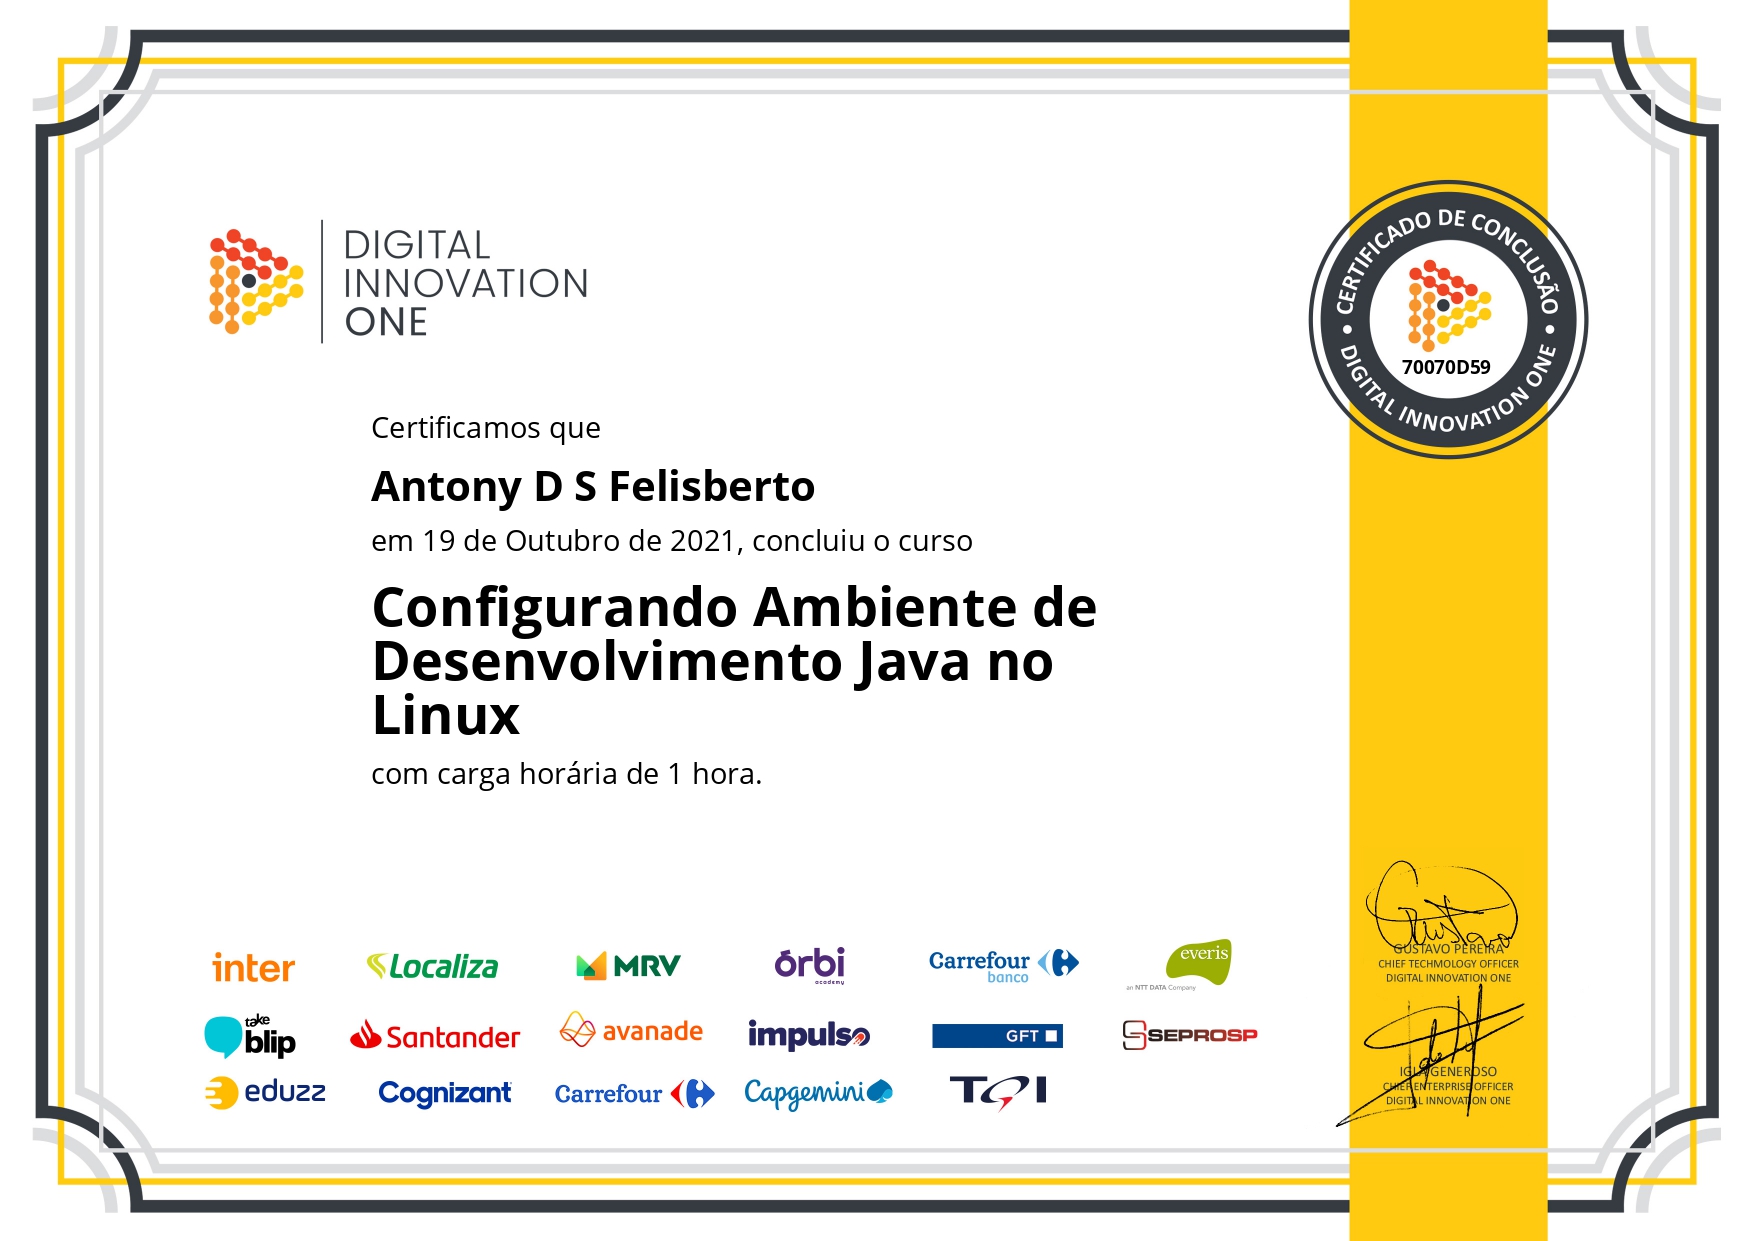 DIGITAL
INNOVATION
ONE
CERTIFICADO DE CONCLUSÃO
70070D59
DIGITAL INNOVATION ONE
Certificamos que
Antony D S Felisberto
em 19 de Outubro de 2021, concluiu o curso
Configurando Ambiente de
Desenvolvimento Java no
Linux
com carga horária de 1 hora.
inter
Localiza
MRV
órbi
academy
Carrefour
banco
everis
an NTT DATA Company
take
blip
Santander
avanade
impulso
GFT
SEPROSP
eduzz
Cognizant
Carrefour
Capgemini
TQI
Gustavo
GUSTAVO PEREIRA
CHIEF TECHMOLOGY OFFICER
DIGITAL INNOVATION ONE
IGLA GENEROSO
CHIEF ENTERPRISE OFFICER
DIGITAL INNOVATION ONE